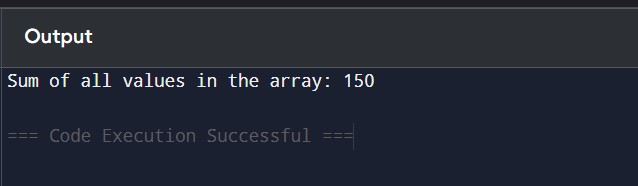 Output
Sum of all values in the array: 150
=== Code Execution Successful ===